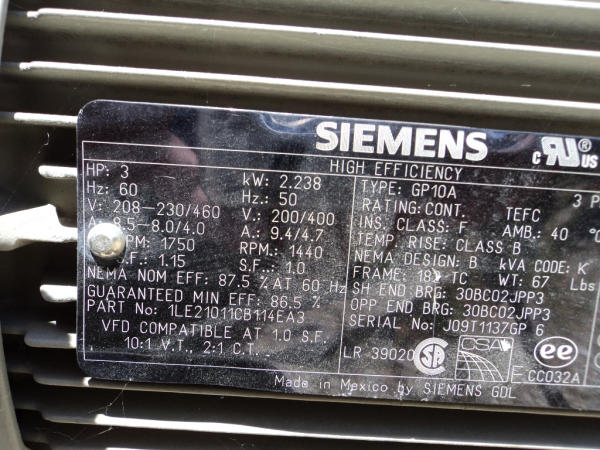 SIEMENS
HIGH EFFICIENCY
c UR® US
HP: 3 kW: 2.238 TYPE: GP10A 3 P
Hz: 60 Hz.: 50 RATING: CONT. TEFC
V: 208-230/460 V.: 200/400 INS. CLASS: F AMB.: 40 °C
8.5-8.0/4.0 A.: 9.4/4.7 TEMP. RISE: CLASS B
PM: 1750 RPM: 1440 NEMA DESIGN: B kVA CODE: K
.F.: 1.15 S.F.: 1.0 FRAME: TC WT: 67 Lbs
NEMA NOM EFF: 87.5 % AT 60 Hz SH END BRG: 30BC02JPP3
GUARANTEED MIN EFF: 86.5 % OPP END BRG: 30BC02JPP3
PART No: 1LE21011CB114EA3 SERIAL No: J09T1137GP 6
VFD COMPATIBLE AT 1.0 S.F.
10:1 V.T., 2:1 C.T. LR 39020 SA CSA ee
CC032A
Made in Mexico by SIEMENS GDL